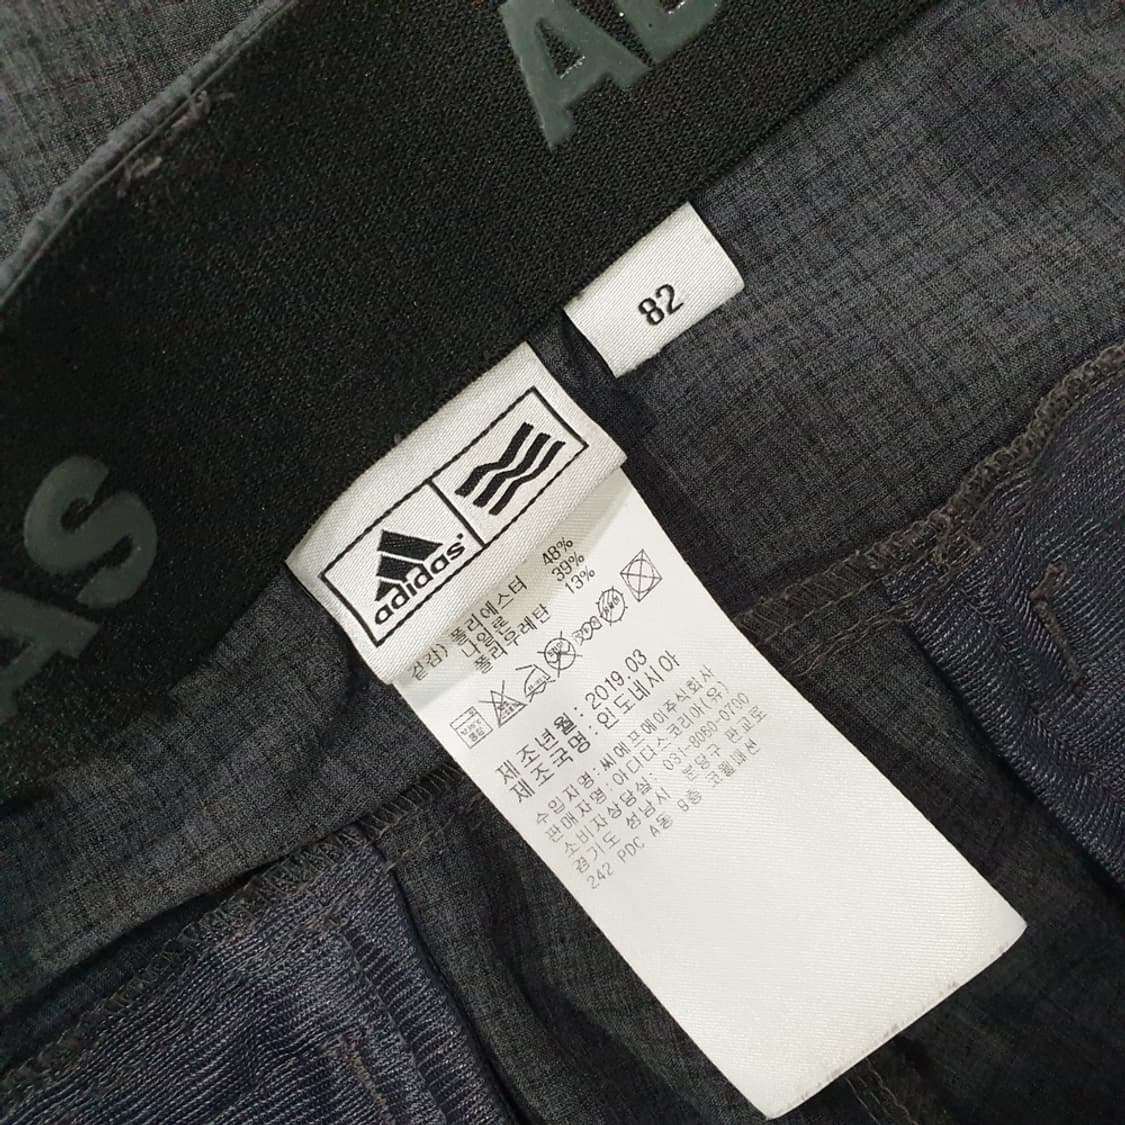 AD
AS
82
adidas
겉감) 폴리에스터 48%
나일론 39%
폴리우레탄 13%
제조년월 : 2019.03
제조국명 : 인도네시아
수입자명 : 씨에프에이주식회사
판매자명 : 아디다스코리아(유)
소비자상담실: 031-8060-0700
경기도 성남시 분당구 판교로
242 PDC A동 9층 코웰패션